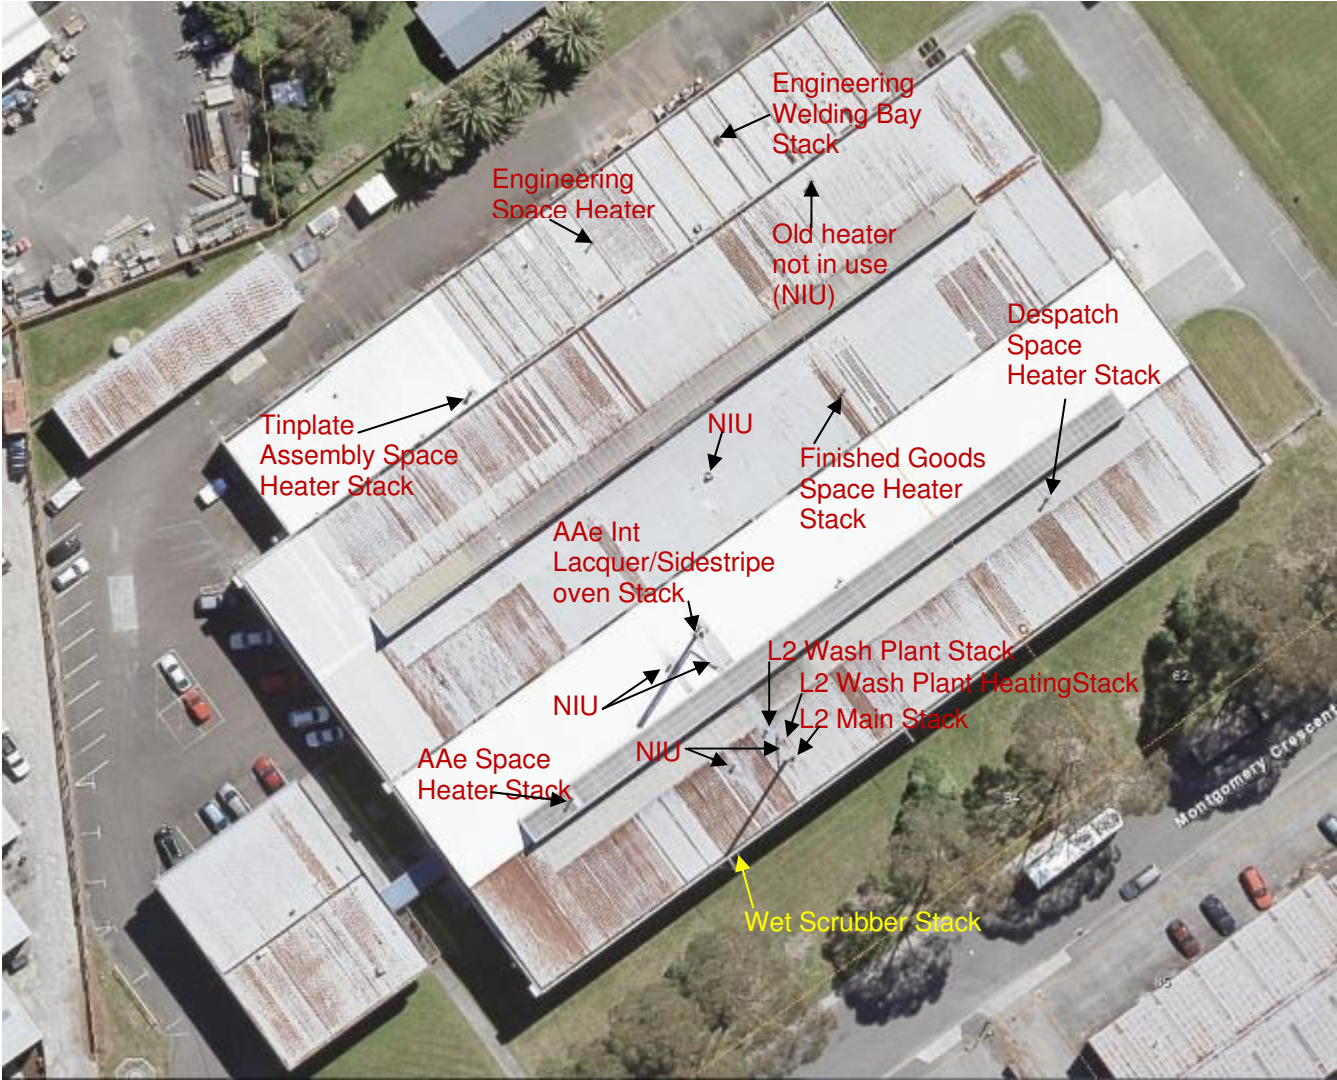 Engineering
Welding Bay
Stack
Engineering
Space Heater
Old heater
not in use
(NIU)
Despatch
Space
Heater Stack
Tinplate
Assembly Space
Heater Stack
NIU
Finished Goods
Space Heater
Stack
AAe Int
Lacquer/Sidestripe
oven Stack
L2 Wash Plant Stack
L2 Wash Plant HeatingStack
L2 Main Stack
NIU
NIU
AAe Space
Heater Stack
Wet Scrubber Stack
Montgomery Crescent
62